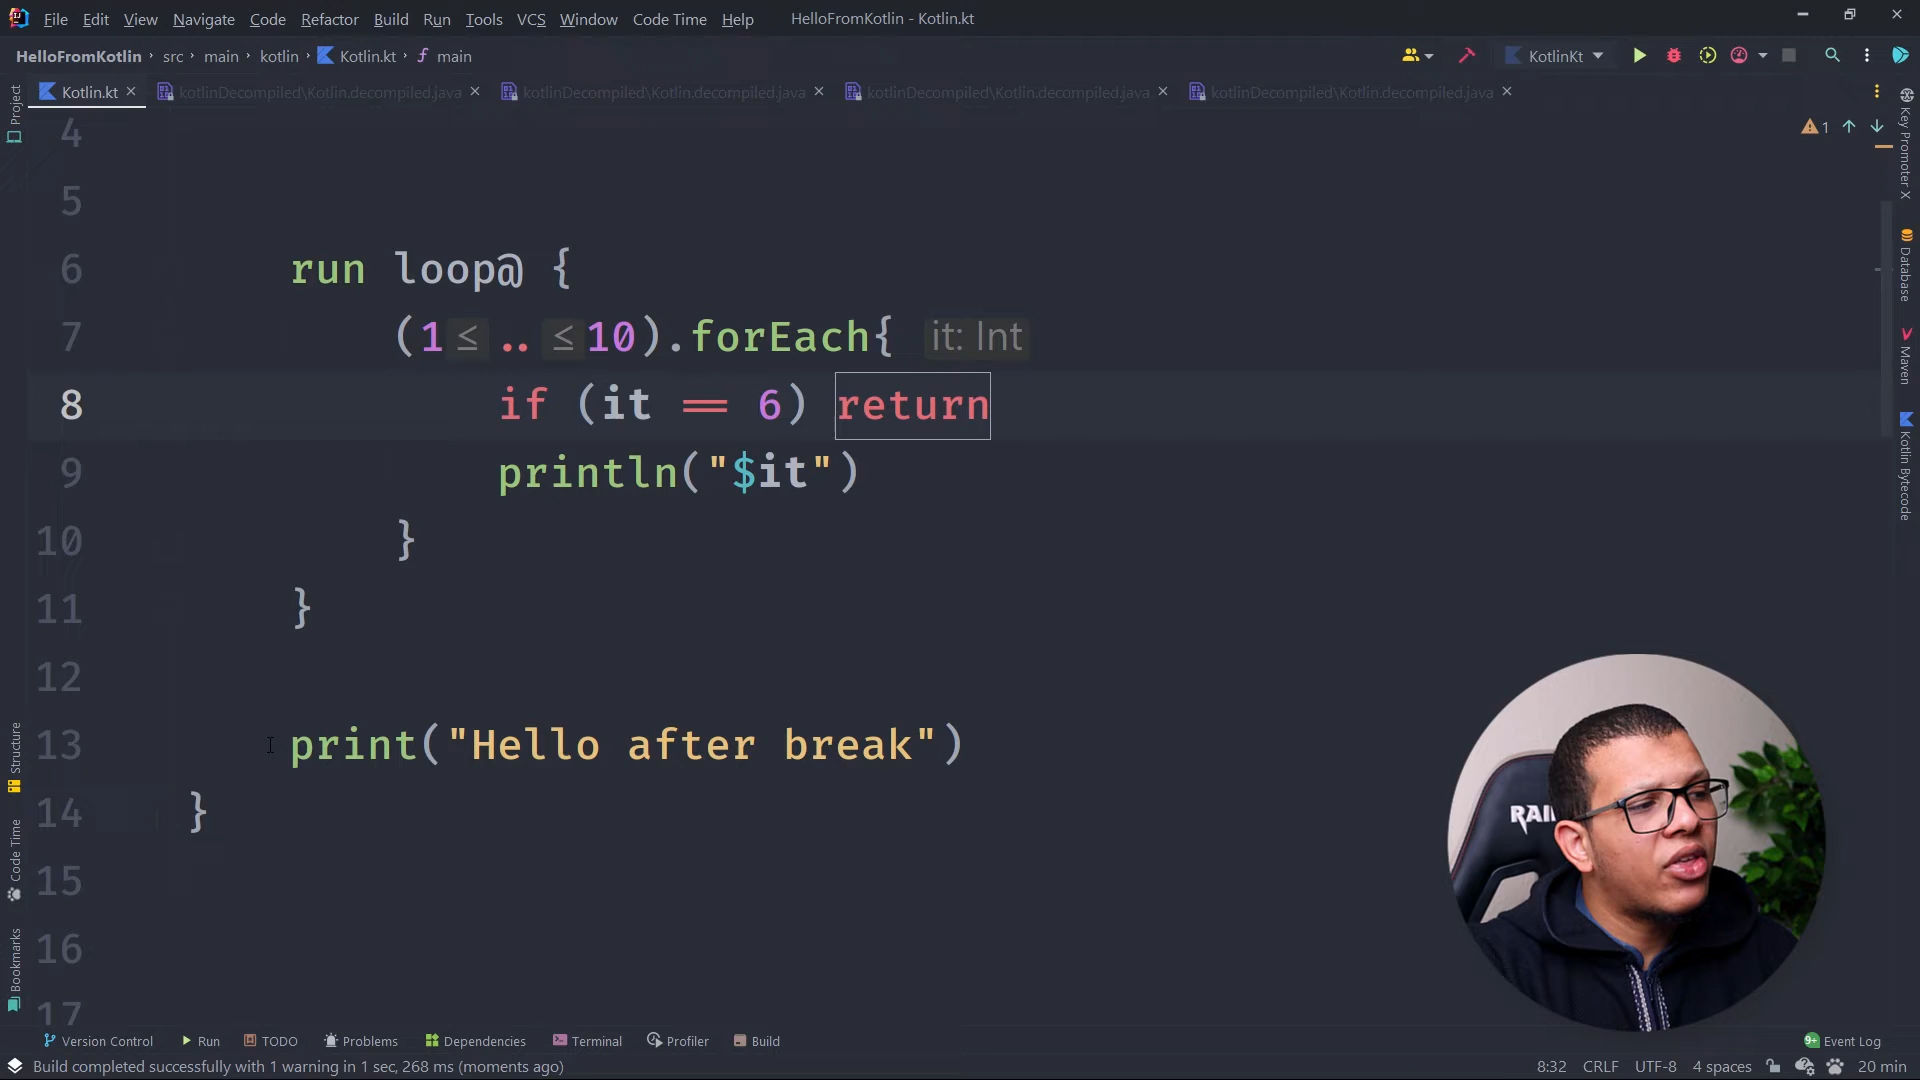 File Edit View Navigate Code Refactor Build Run Tools VCS Window Code Time Help HelloFromKotlin - Kotlin.kt
HelloFromKotlin › src › main › kotlin › Kotlin.kt › main
KotlinKt
Kotlin.kt kotlinDecompiled\Kotlin.decompiled.java kotlinDecompiled\Kotlin.decompiled.java kotlinDecompiled\Kotlin.decompiled.java kotlinDecompiled\Kotlin.decompiled.java
Project
1
4
5
6 run loop@ {
7 (1≤ .. ≤10).forEach{ it: Int
8 if (it == 6) return
9 println("$it")
10 }
11 }
12
13 print("Hello after break")
14 }
15
16
17
Structure
Code Time
Bookmarks
Key Promoter X
Database
Maven
Kotlin Bytecode
RAI
Version Control Run TODO Problems Dependencies Terminal Profiler Build 9+ Event Log
Build completed successfully with 1 warning in 1 sec, 268 ms (moments ago) 8:32 CRLF UTF-8 4 spaces 20 min